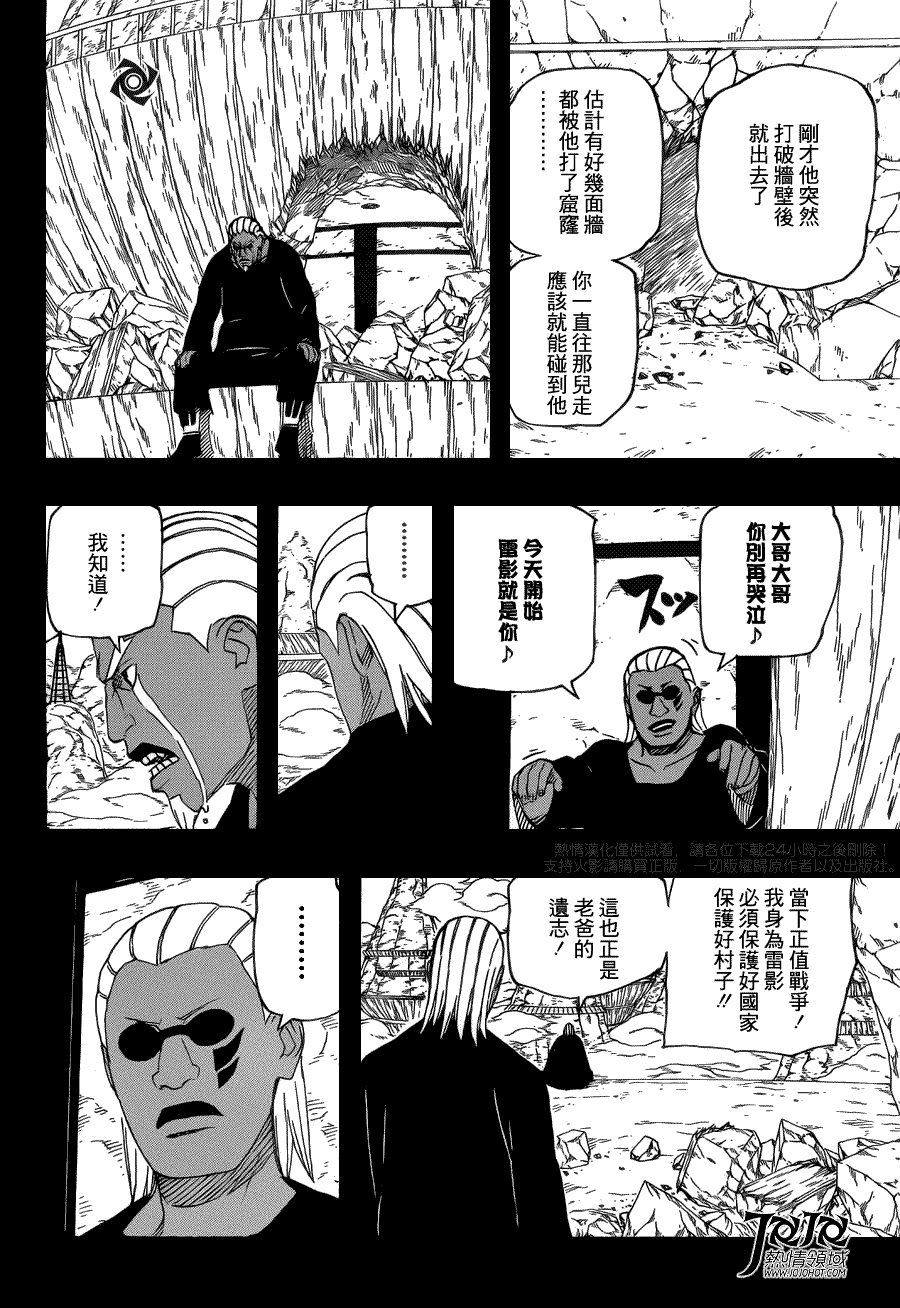 剛才他突然
打破牆壁後
就出去了
估計有好幾面牆
都被他打了窟窿
………
你一直往那兒走
應該就能碰到他
大哥大哥
你別再哭泣♪
今天開始
雷影就是你♪
ズッ
………
……
我知道！
熱情漢化僅供試看，請各位下載24小時之後刪除！
支持火影請購買正版，一切版權歸原作者以及出版社。
當下正值戰爭！
我身為雷影
必須保護好國家
保護好村子!!
這也正是
老爸的
遺志！
………
JOJO
熱情領域
WWW.JOJOHOT.COM